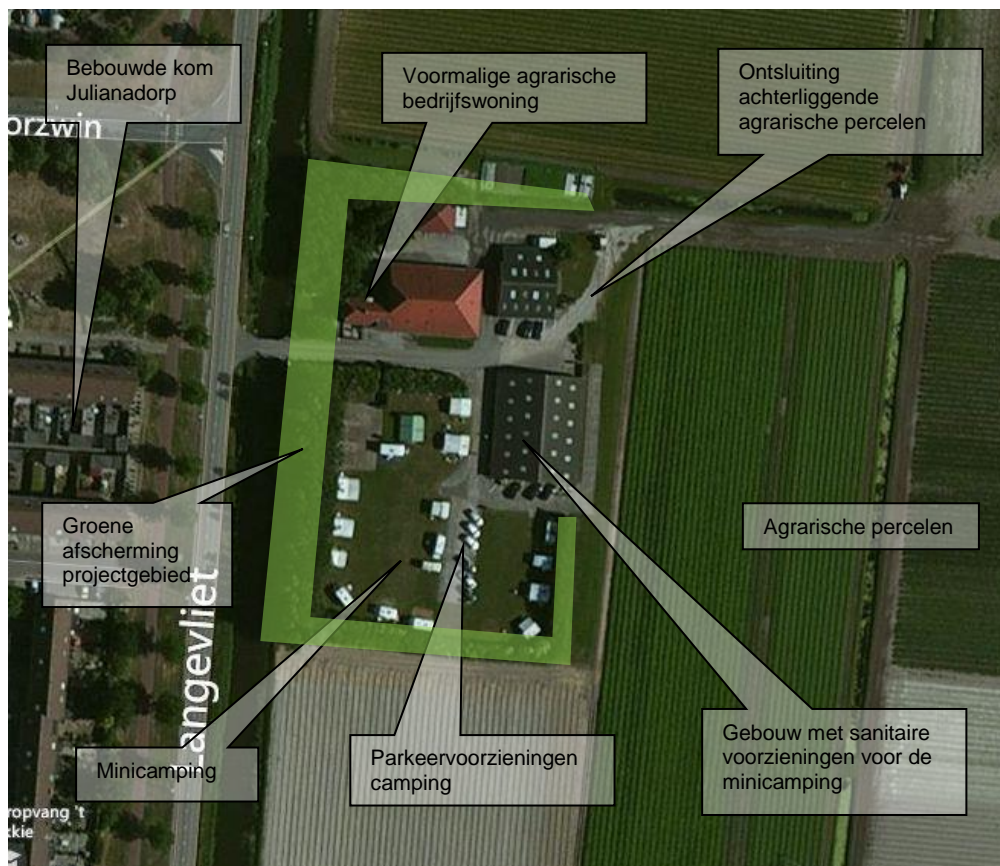 Bebouwde kom
Julianadorp
Voormalige agrarische
bedrijfswoning
Ontsluiting
achterliggende
agrarische percelen
orzwin
Groene
afscherming
projectgebied
Agrarische percelen
Langevliet
Minicamping
Parkeervoorzieningen
camping
Gebouw met sanitaire
voorzieningen voor de
minicamping
ropvang 't
kkie